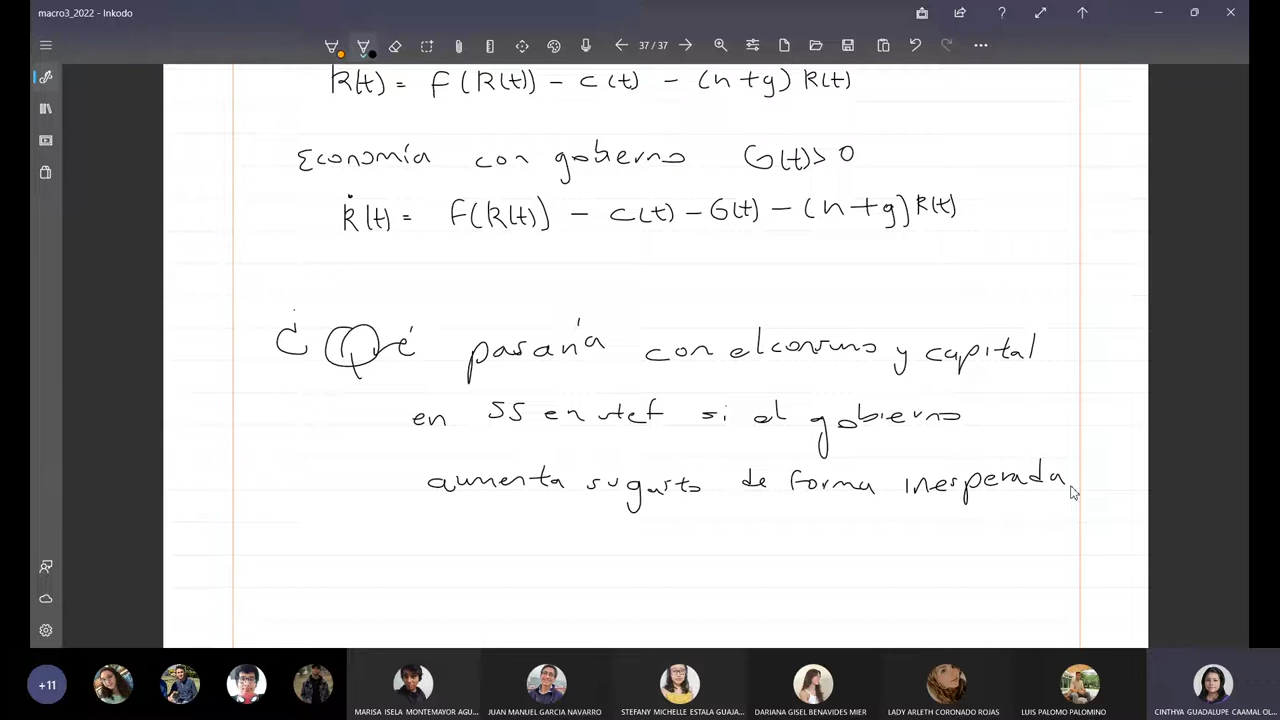 macro3_2022 - Inkodo
37 / 37
k̇(t) = f(k(t)) - c(t) - (n+g) k(t)
Economía con gobierno G(t)>0
k̇(t) = f(k(t)) - c(t) - G(t) - (n+g) k(t)
¿Qué pasaría con el consumo y capital
en SS en utef si el gobierno
aumenta su gasto de forma inesperada,
+11
MARISA ISELA MONTEMAYOR AGU...
JUAN MANUEL GARCIA NAVARRO
STEFANY MICHELLE ESTALA GUAJA...
DARIANA GISEL BENAVIDES MIER
LADY ARLETH CORONADO ROJAS
LUIS PALOMO PALOMINO
CINTHYA GUADALUPE CAAMAL OL...